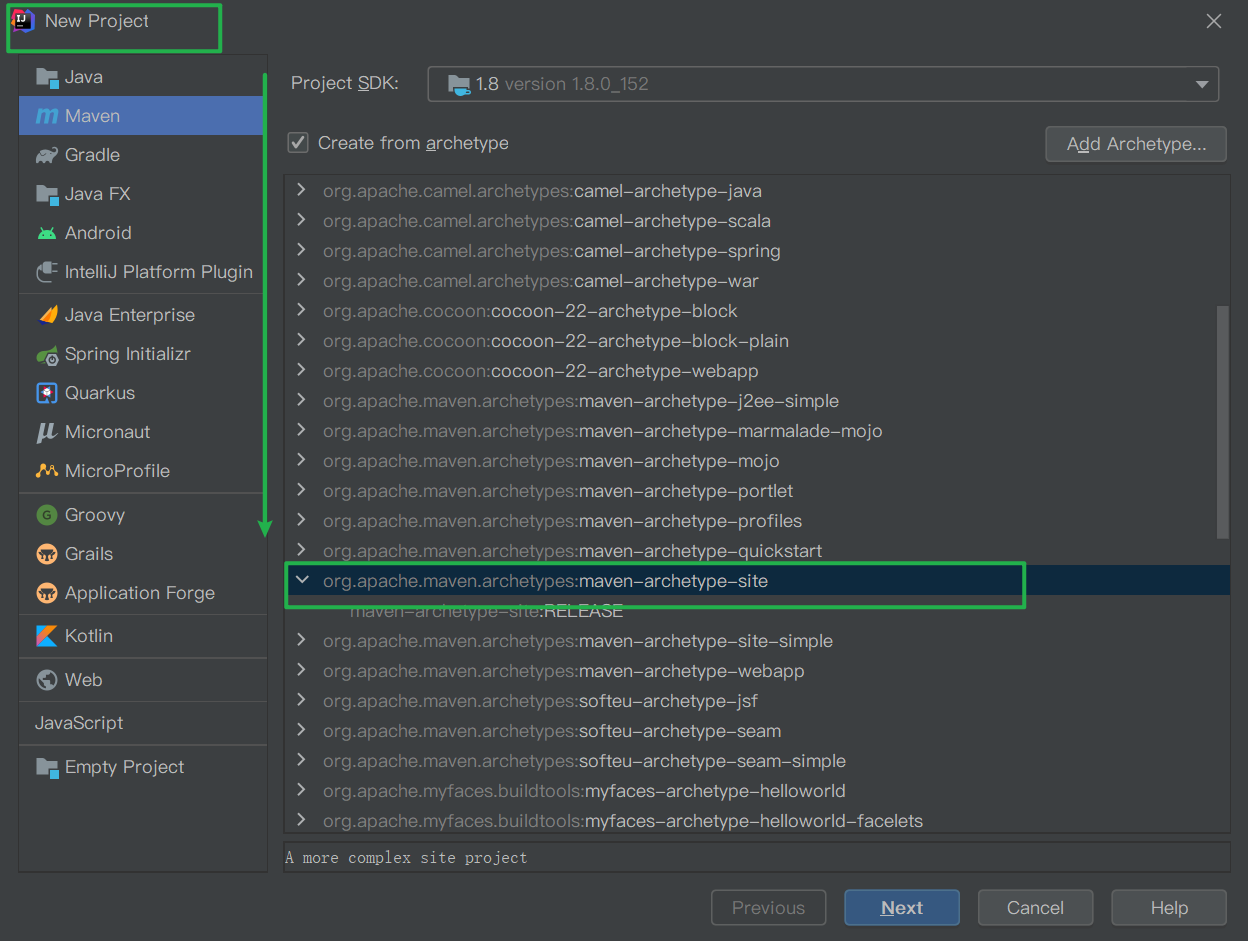 New Project
Java
Maven
Gradle
Java FX
Android
IntelliJ Platform Plugin
Java Enterprise
Spring Initializr
Quarkus
Micronaut
MicroProfile
Groovy
Grails
Application Forge
Kotlin
Web
JavaScript
Empty Project
Project SDK:
1.8 version 1.8.0_152
Create from archetype
Add Archetype...
org.apache.camel.archetypes:camel-archetype-java
org.apache.camel.archetypes:camel-archetype-scala
org.apache.camel.archetypes:camel-archetype-spring
org.apache.camel.archetypes:camel-archetype-war
org.apache.cocoon:cocoon-22-archetype-block
org.apache.cocoon:cocoon-22-archetype-block-plain
org.apache.cocoon:cocoon-22-archetype-webapp
org.apache.maven.archetypes:maven-archetype-j2ee-simple
org.apache.maven.archetypes:maven-archetype-marmalade-mojo
org.apache.maven.archetypes:maven-archetype-mojo
org.apache.maven.archetypes:maven-archetype-portlet
org.apache.maven.archetypes:maven-archetype-profiles
org.apache.maven.archetypes:maven-archetype-quickstart
org.apache.maven.archetypes:maven-archetype-site
maven-archetype-site:RELEASE
org.apache.maven.archetypes:maven-archetype-site-simple
org.apache.maven.archetypes:maven-archetype-webapp
org.apache.maven.archetypes:softeu-archetype-jsf
org.apache.maven.archetypes:softeu-archetype-seam
org.apache.maven.archetypes:softeu-archetype-seam-simple
org.apache.myfaces.buildtools:myfaces-archetype-helloworld
org.apache.myfaces.buildtools:myfaces-archetype-helloworld-facelets
A more complex site project
Previous
Next
Cancel
Help